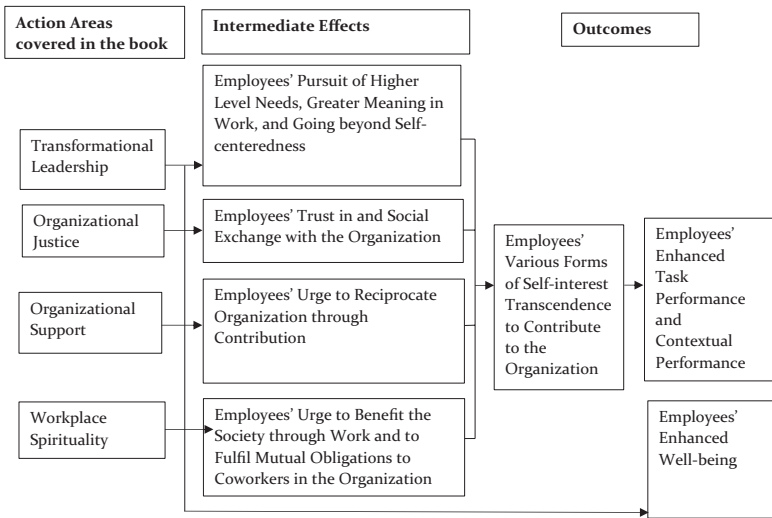 Action Areas
covered in the book
Intermediate Effects
Outcomes
Transformational
Leadership
Employees’ Pursuit of Higher
Level Needs, Greater Meaning in
Work, and Going beyond Self-
centeredness
Organizational
Justice
Employees’ Trust in and Social
Exchange with the Organization
Organizational
Support
Employees’ Urge to Reciprocate
Organization through
Contribution
Workplace
Spirituality
Employees’ Urge to Benefit the
Society through Work and to
Fulfil Mutual Obligations to
Coworkers in the Organization
Employees’
Various Forms
of Self-interest
Transcendence
to Contribute
to the
Organization
Employees’
Enhanced
Task
Performance
and
Contextual
Performance
Employees’
Enhanced
Well-being